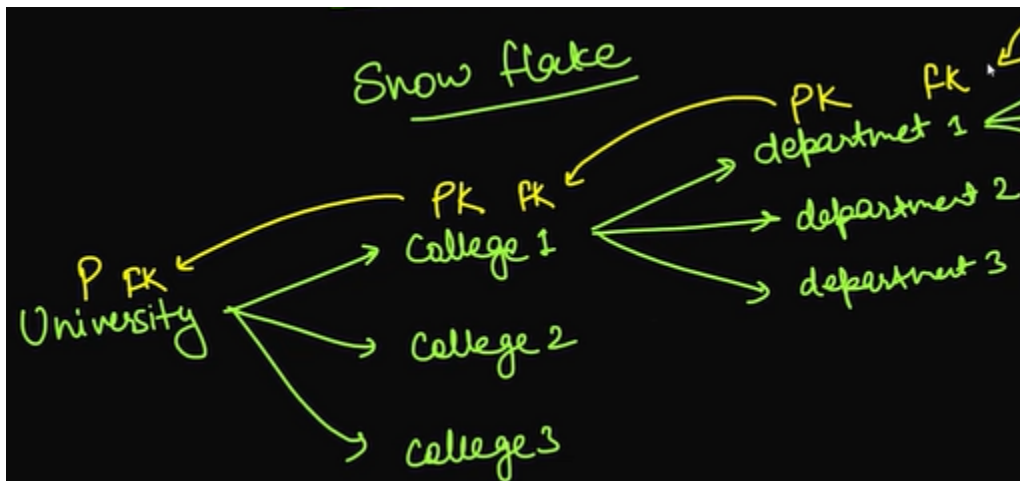 Snow flake
PK FK
departmet 1
PK FK
College 1
department 2
P FK
University
department 3
College 2
College 3